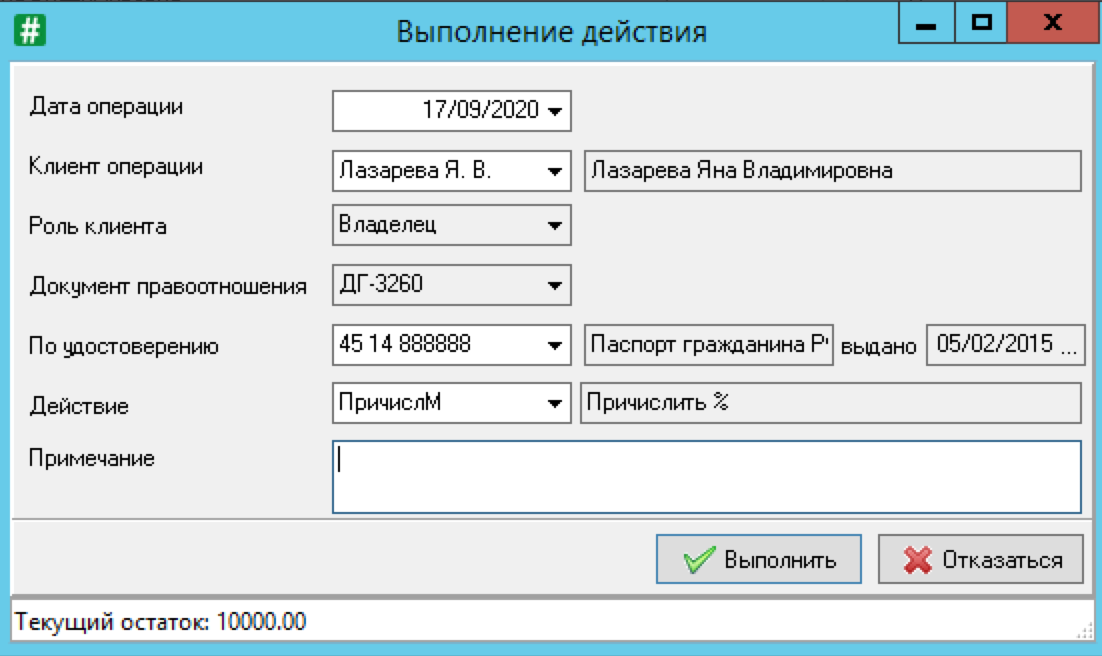 Выполнение действия
Дата операции 17/09/2020
Клиент операции Лазарева Я. В. Лазарева Яна Владимировна
Роль клиента Владелец
Документ правоотношения ДГ-3260
По удостоверению 45 14 888888 Паспорт гражданина выдано 05/02/2015 ...
Действие ПричислМ Причислить %
Примечание
Выполнить Отказаться
Текущий остаток: 10000.00